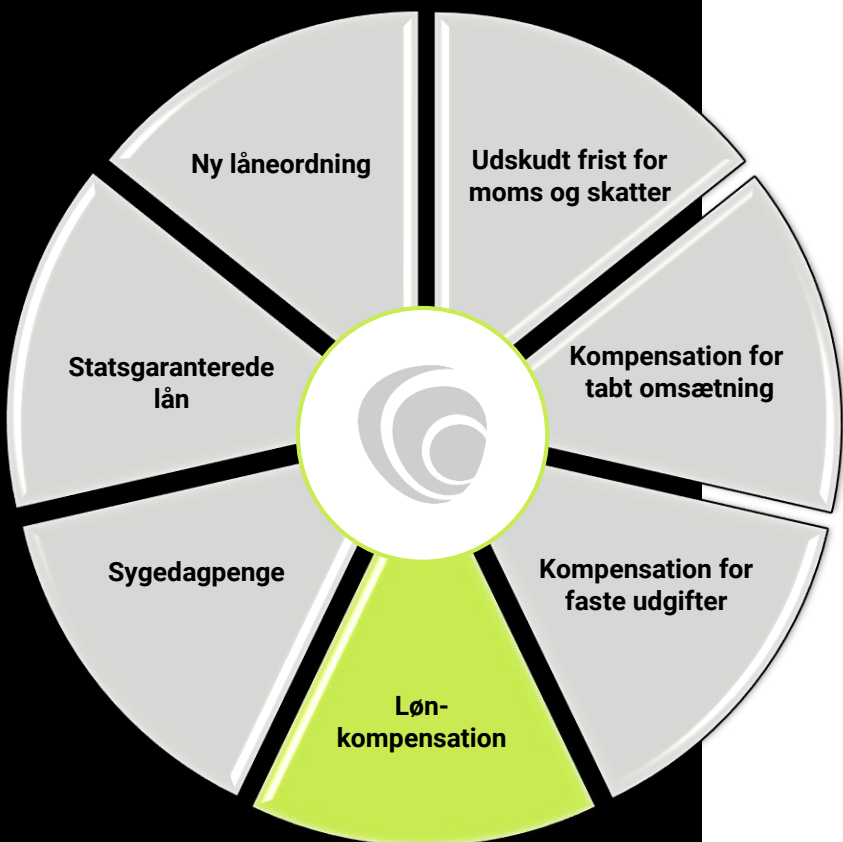 Ny låneordning
Udskudt frist for
moms og skatter
Kompensation for
tabt omsætning
Kompensation for
faste udgifter
Løn-
kompensation
Sygedagpenge
Statsgaranterede
lån